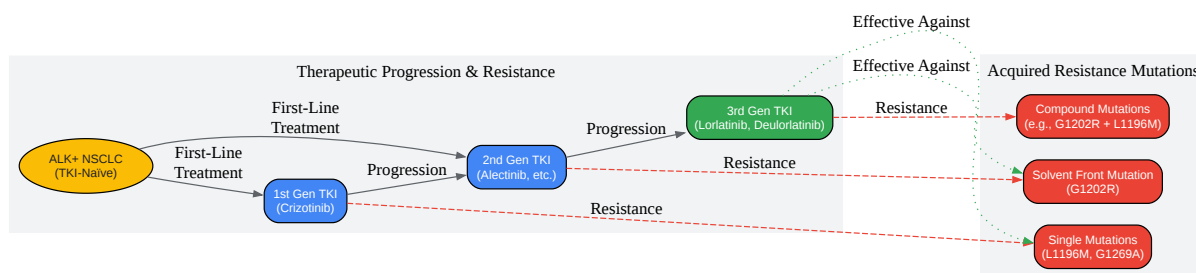 Effective Against
Effective Against
Therapeutic Progression & Resistance
Acquired Resistance Mutations
First-Line
Treatment
3rd Gen TKI
(Lorlatinib, Deulorlatinib)
Resistance
Compound Mutations
(e.g., G1202R + L1196M)
Progression
ALK+ NSCLC
(TKI-Naïve)
First-Line
Treatment
Progression
2nd Gen TKI
(Alectinib, etc.)
Resistance
Solvent Front Mutation
(G1202R)
1st Gen TKI
(Crizotinib)
Resistance
Single Mutations
(L1196M, G1269A)